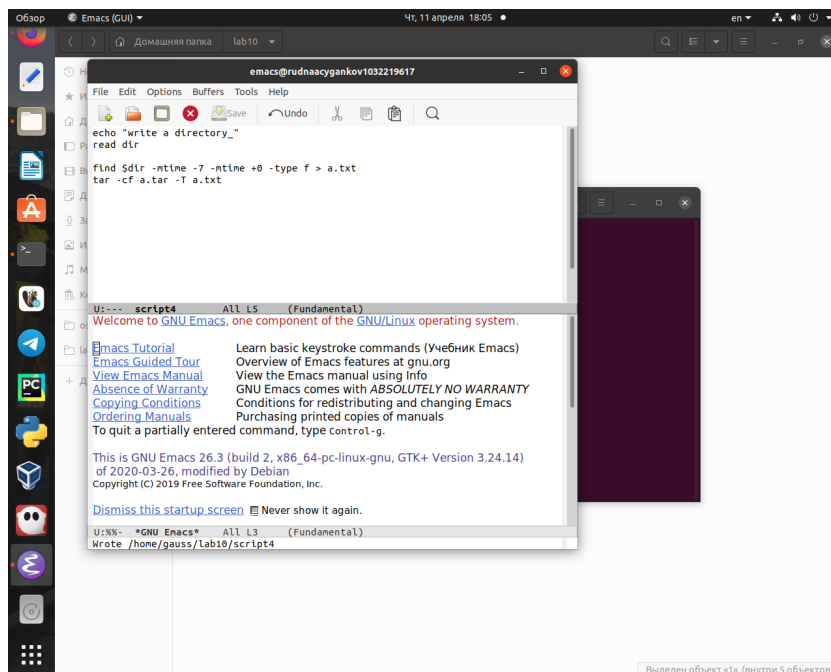 Обзор Emacs (GUI) Чт, 11 апреля 18:05 en
Домашняя папка lab10
emacs@rudnaacygankov1032219617
File Edit Options Buffers Tools Help
Save Undo
echo "write a directory_"
read dir
find $dir -mtime -7 -mtime +0 -type f > a.txt
tar -cf a.tar -T a.txt
U:--- script4 All L5 (Fundamental)
Welcome to GNU Emacs, one component of the GNU/Linux operating system.
Emacs Tutorial Learn basic keystroke commands (Учебник Emacs)
Emacs Guided Tour Overview of Emacs features at gnu.org
View Emacs Manual View the Emacs manual using Info
Absence of Warranty GNU Emacs comes with ABSOLUTELY NO WARRANTY
Copying Conditions Conditions for redistributing and changing Emacs
Ordering Manuals Purchasing printed copies of manuals
To quit a partially entered command, type Control-g.
This is GNU Emacs 26.3 (build 2, x86_64-pc-linux-gnu, GTK+ Version 3.24.14)
of 2020-03-26, modified by Debian
Copyright (C) 2019 Free Software Foundation, Inc.
Dismiss this startup screen Never show it again.
U:%%- *GNU Emacs* All L3 (Fundamental)
Wrote /home/gauss/lab10/script4
Выделен объект «1» (внутри 5 объектов